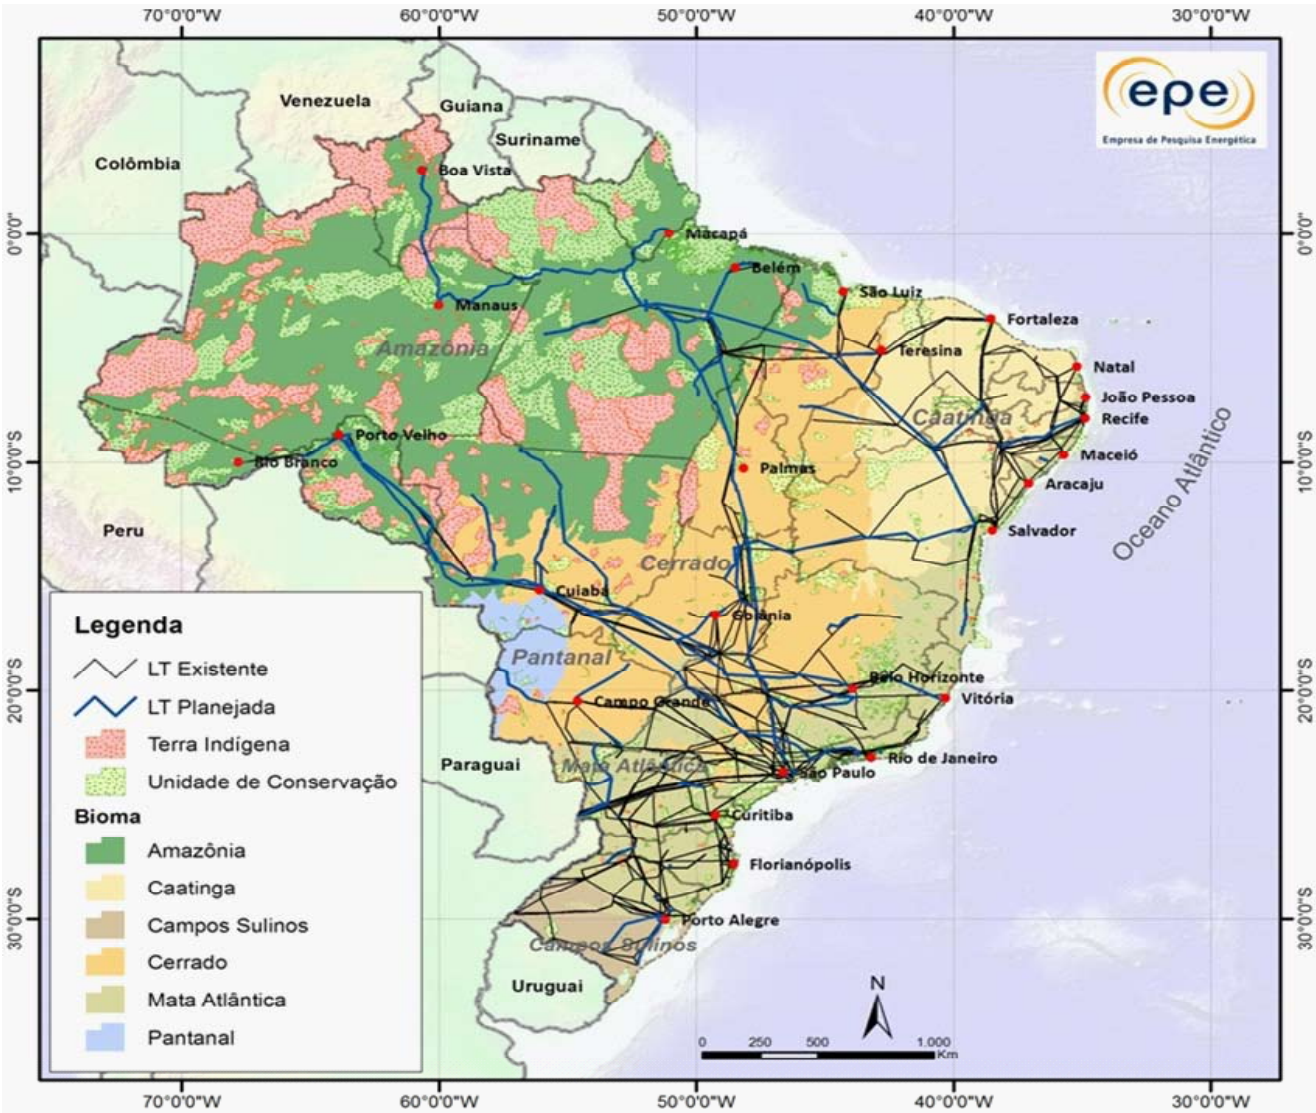 70°0'0"W 60°0'0"W 50°0'0"W 40°0'0"W 30°0'0"W
epe
Empresa de Pesquisa Energética
Venezuela
Guiana
Suriname
Colômbia
Boa Vista
0°0'0"
0°0'0"
Macapá
Belém
São Luiz
Manaus
Fortaleza
Amazônia
Teresina
Natal
João Pessoa
Caatinga
Recife
Porto Velho
Maceió
Rio Branco
Palmas
10°0'0"S
10°0'0"S
Aracaju
Oceano Atlântico
Peru
Salvador
Cerrado
Cuiabá
Goiânia
Legenda
LT Existente
LT Planejada
Terra Indígena
Unidade de Conservação
Bioma
Amazônia
Caatinga
Campos Sulinos
Cerrado
Mata Atlântica
Pantanal
Pantanal
Belo Horizonte
20°0'0"S
20°0'0"S
Campo Grande
Vitória
Paraguai
Mata Atlântica
Rio de Janeiro
São Paulo
Curitiba
Florianópolis
30°0'0"S
30°0'0"S
Porto Alegre
Campos Sulinos
Uruguai
N
0 250 500 1.000
Km
70°0'0"W 60°0'0"W 50°0'0"W 40°0'0"W 30°0'0"W